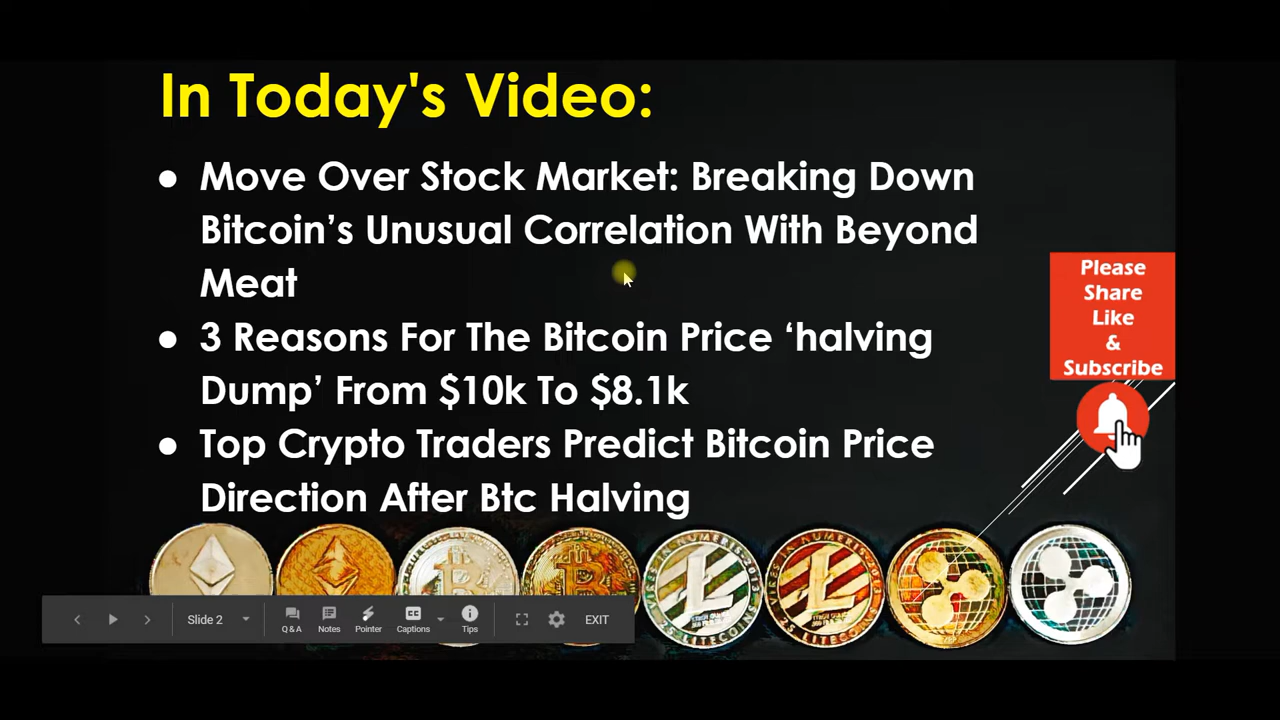 In Today's Video:
● Move Over Stock Market: Breaking Down
Bitcoin’s Unusual Correlation With Beyond
Meat
● 3 Reasons For The Bitcoin Price ‘halving
Dump’ From $10k To $8.1k
● Top Crypto Traders Predict Bitcoin Price
Direction After Btc Halving
Please
Share
Like
&
Subscribe
Slide 2
Q & A
Notes
Pointer
Captions
Tips
EXIT